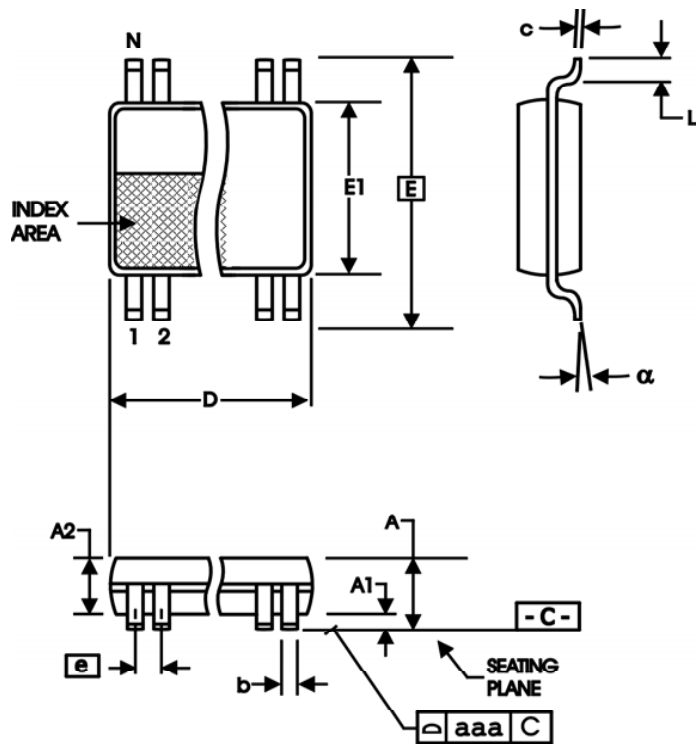 N
c
L
E1
E
INDEX
AREA
1 2
α
D
A2
A
A1
-C-
e
b
SEATING
PLANE
⌓ aaa C